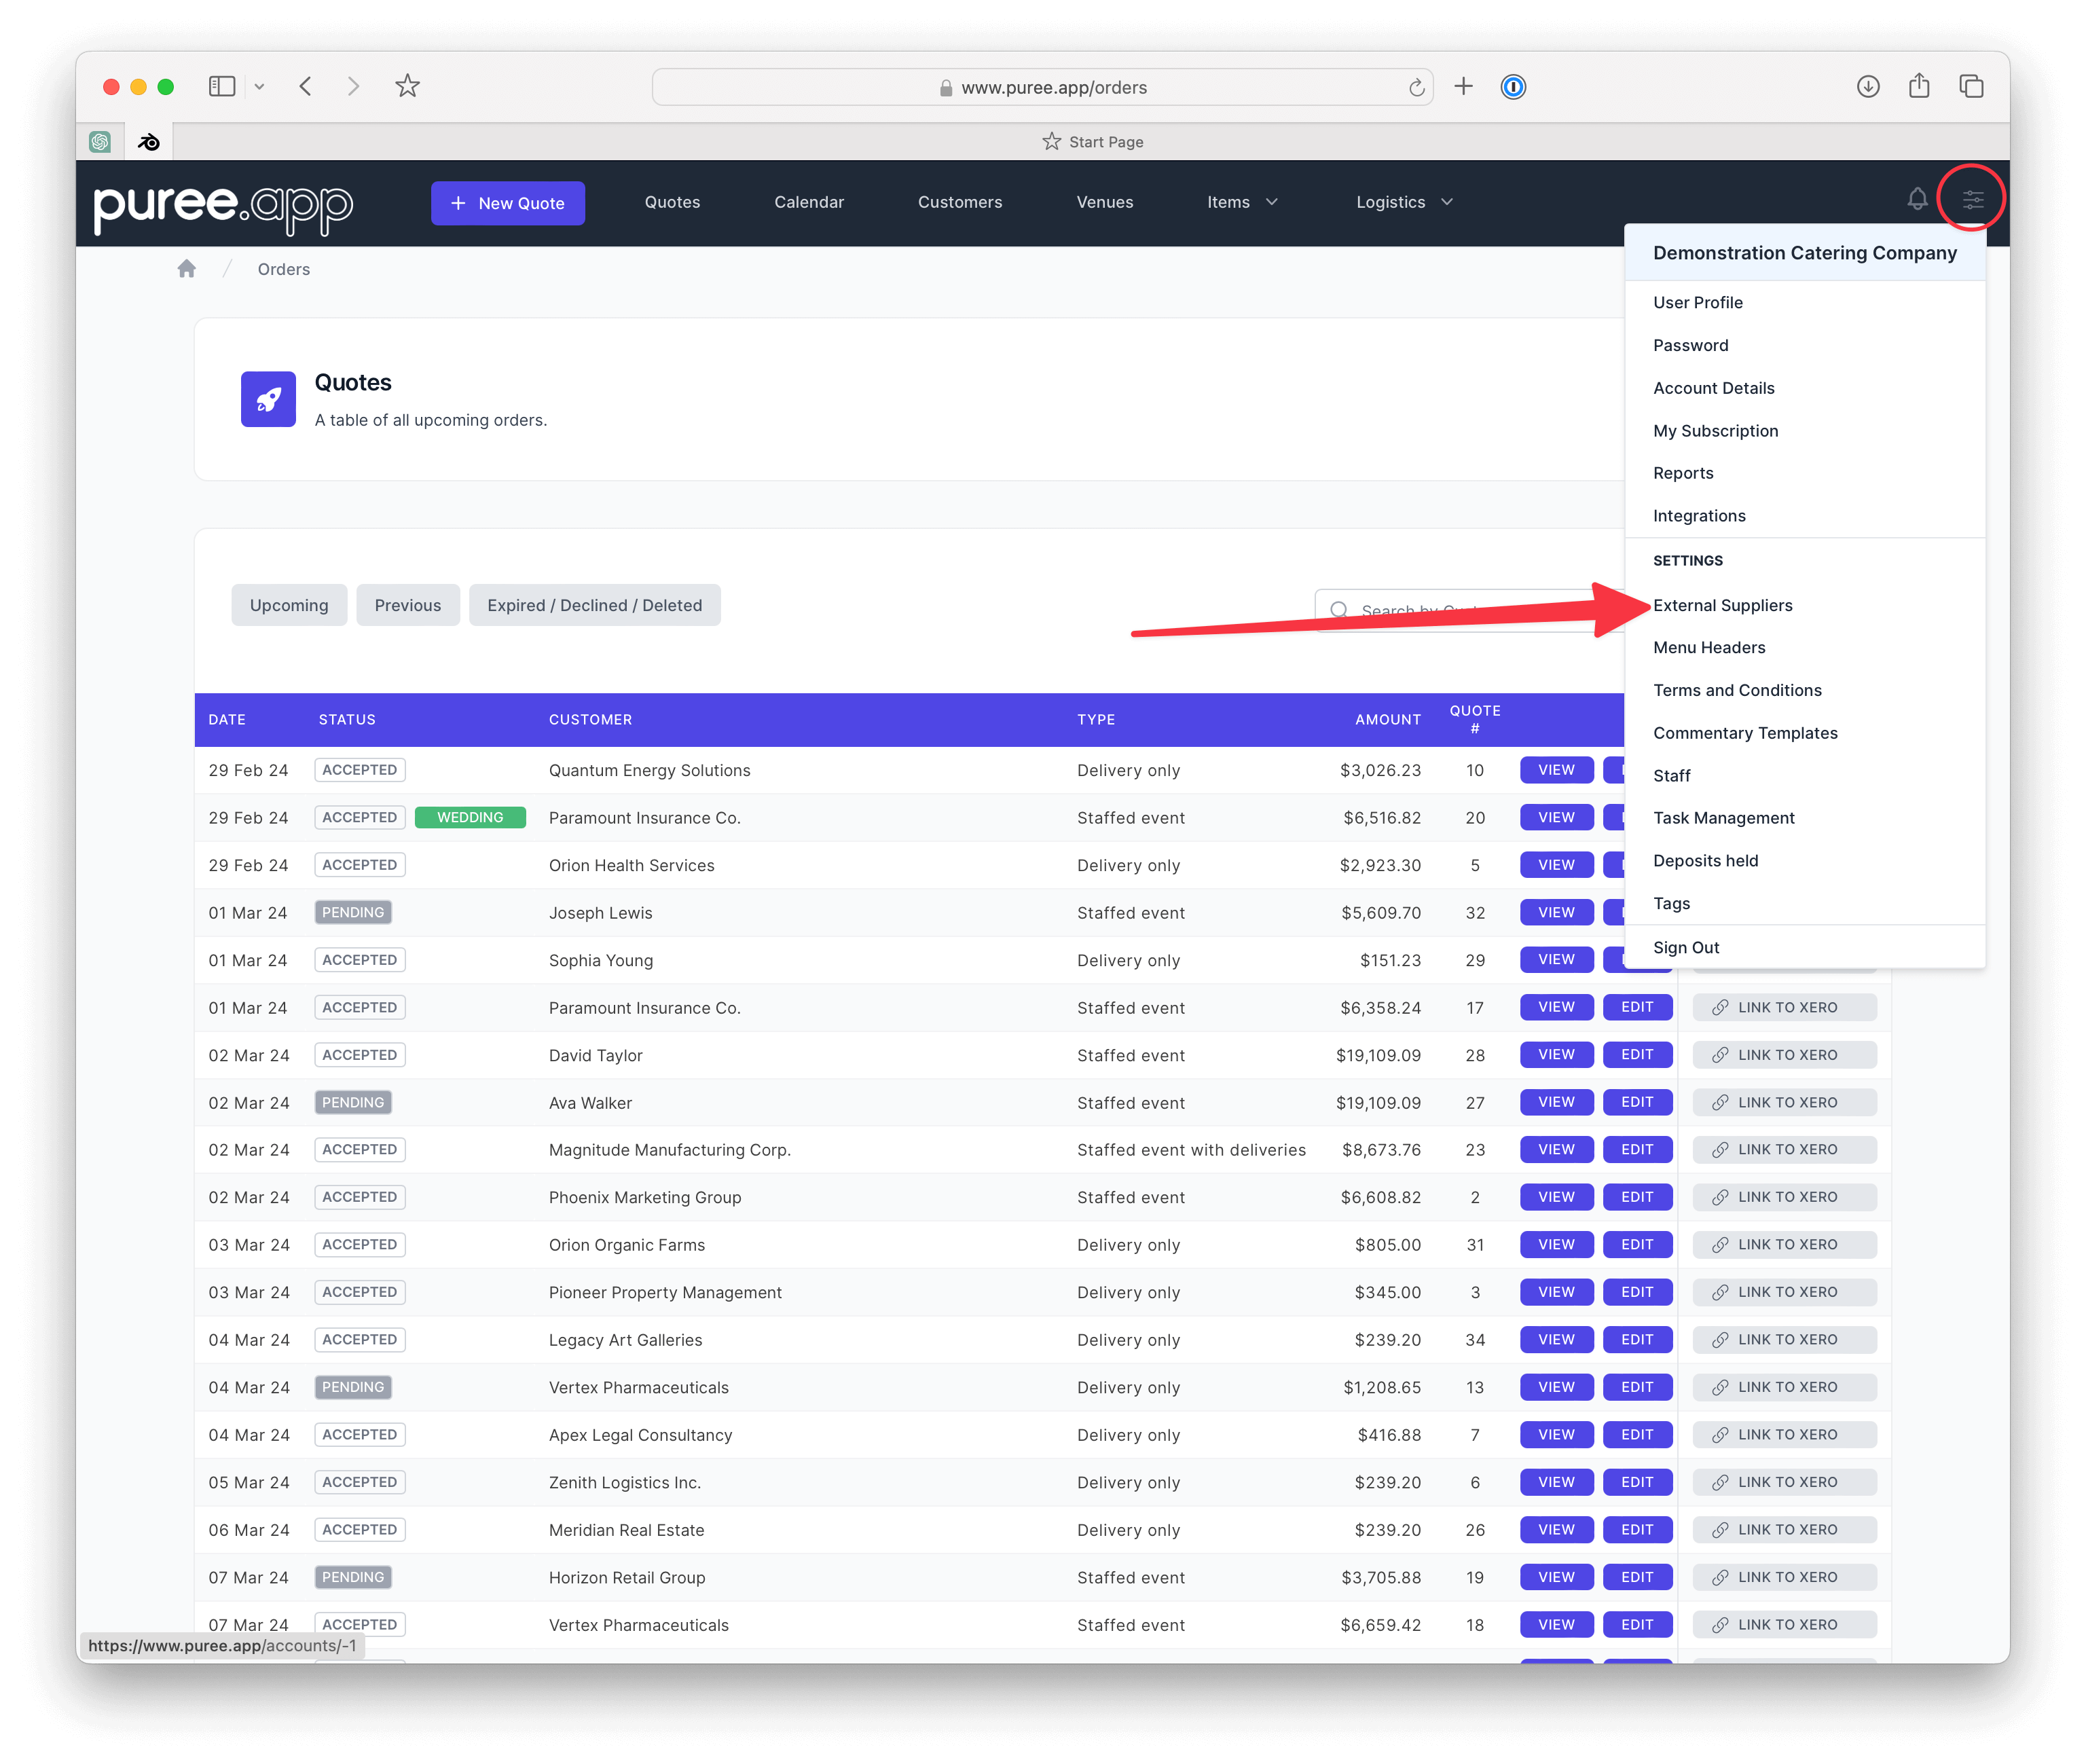 www.puree.app/orders
Start Page
puree.app
+ New Quote
Quotes
Calendar
Customers
Venues
Items
Logistics
Orders
Quotes
A table of all upcoming orders.
Demonstration Catering Company
User Profile
Password
Account Details
My Subscription
Reports
Integrations
SETTINGS
External Suppliers
Menu Headers
Terms and Conditions
Commentary Templates
Staff
Task Management
Deposits held
Tags
Sign Out
Upcoming
Previous
Expired / Declined / Deleted
Search by
DATE STATUS CUSTOMER TYPE AMOUNT QUOTE #
29 Feb 24 ACCEPTED Quantum Energy Solutions Delivery only $3,026.23 10 VIEW
29 Feb 24 ACCEPTED WEDDING Paramount Insurance Co. Staffed event $6,516.82 20 VIEW
29 Feb 24 ACCEPTED Orion Health Services Delivery only $2,923.30 5 VIEW
01 Mar 24 PENDING Joseph Lewis Staffed event $5,609.70 32 VIEW
01 Mar 24 ACCEPTED Sophia Young Delivery only $151.23 29 VIEW
01 Mar 24 ACCEPTED Paramount Insurance Co. Staffed event $6,358.24 17 VIEW EDIT LINK TO XERO
02 Mar 24 ACCEPTED David Taylor Staffed event $19,109.09 28 VIEW EDIT LINK TO XERO
02 Mar 24 PENDING Ava Walker Staffed event $19,109.09 27 VIEW EDIT LINK TO XERO
02 Mar 24 ACCEPTED Magnitude Manufacturing Corp. Staffed event with deliveries $8,673.76 23 VIEW EDIT LINK TO XERO
02 Mar 24 ACCEPTED Phoenix Marketing Group Staffed event $6,608.82 2 VIEW EDIT LINK TO XERO
03 Mar 24 ACCEPTED Orion Organic Farms Delivery only $805.00 31 VIEW EDIT LINK TO XERO
03 Mar 24 ACCEPTED Pioneer Property Management Delivery only $345.00 3 VIEW EDIT LINK TO XERO
04 Mar 24 ACCEPTED Legacy Art Galleries Delivery only $239.20 34 VIEW EDIT LINK TO XERO
04 Mar 24 PENDING Vertex Pharmaceuticals Delivery only $1,208.65 13 VIEW EDIT LINK TO XERO
04 Mar 24 ACCEPTED Apex Legal Consultancy Delivery only $416.88 7 VIEW EDIT LINK TO XERO
05 Mar 24 ACCEPTED Zenith Logistics Inc. Delivery only $239.20 6 VIEW EDIT LINK TO XERO
06 Mar 24 ACCEPTED Meridian Real Estate Delivery only $239.20 26 VIEW EDIT LINK TO XERO
07 Mar 24 PENDING Horizon Retail Group Staffed event $3,705.88 19 VIEW EDIT LINK TO XERO
07 Mar 24 ACCEPTED Vertex Pharmaceuticals Staffed event $6,659.42 18 VIEW EDIT LINK TO XERO
https://www.puree.app/accounts/-1